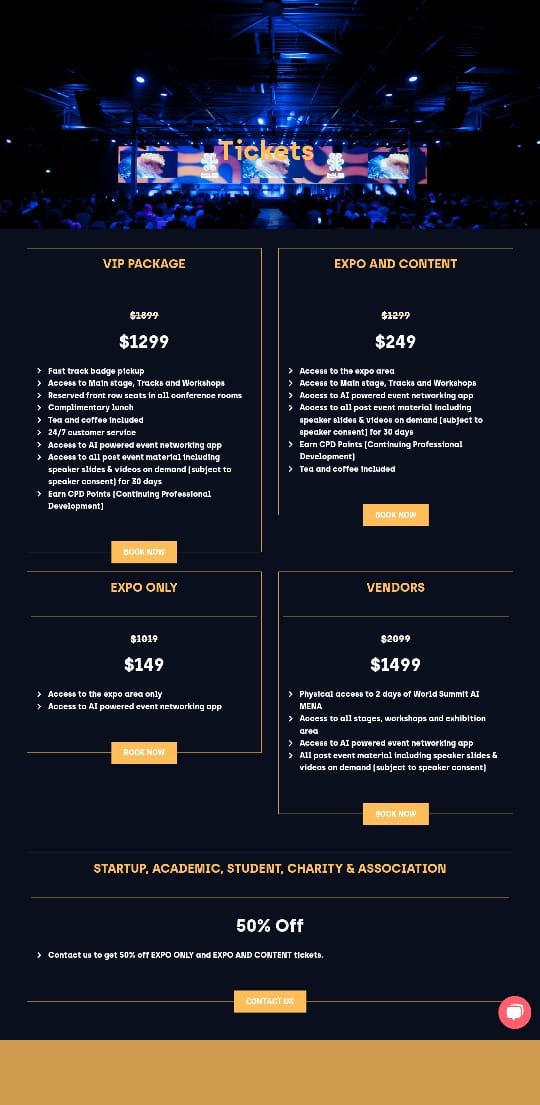 Tickets
VIP PACKAGE
$1899
$1299
Fast track badge pickup
Access to Main stage, Tracks and Workshops
Reserved front row seats in all conference rooms
Complimentary lunch
Tea and coffee included
24/7 customer service
Access to AI powered event networking app
Access to all post event material including
speaker slides & videos on demand (subject to
speaker consent) for 30 days
Earn CPD Points (Continuing Professional
Development)
BOOK NOW
EXPO AND CONTENT
$1299
$249
Access to the expo area
Access to Main stage, Tracks and Workshops
Access to AI powered event networking app
Access to all post event material including
speaker slides & videos on demand (subject to
speaker consent) for 30 days
Earn CPD Points (Continuing Professional
Development)
Tea and coffee included
BOOK NOW
EXPO ONLY
$1019
$149
Access to the expo area only
Access to AI powered event networking app
BOOK NOW
VENDORS
$2099
$1499
Physical access to 2 days of World Summit AI
MENA
Access to all stages, workshops and exhibition
area
Access to AI powered event networking app
All post event material including speaker slides &
videos on demand (subject to speaker consent)
BOOK NOW
STARTUP, ACADEMIC, STUDENT, CHARITY & ASSOCIATION
50% Off
Contact us to get 50% off EXPO ONLY and EXPO AND CONTENT tickets.
CONTACT US